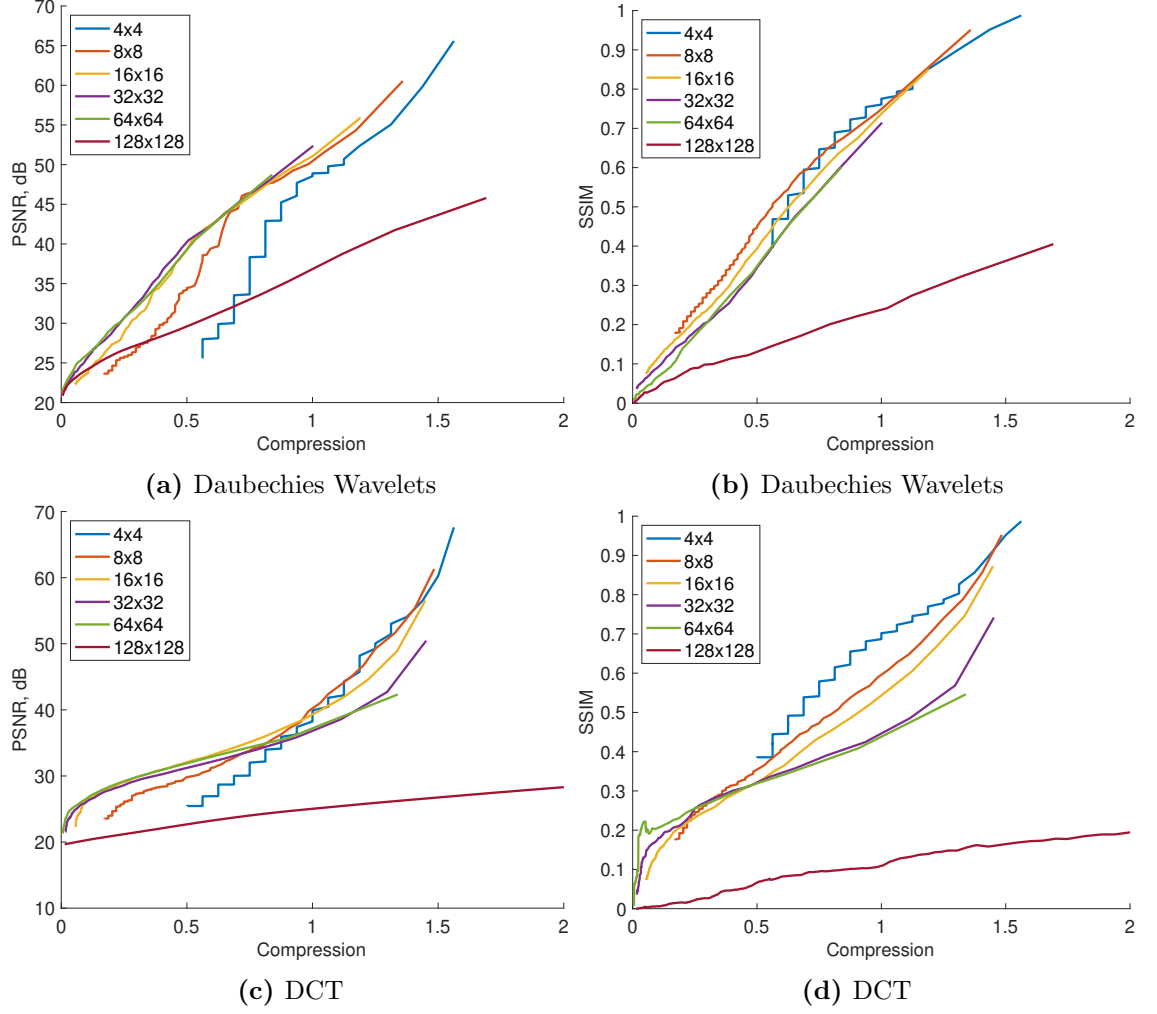 70
65
60
55
50
45
40
35
30
25
20
PSNR, dB
4x4
8x8
16x16
32x32
64x64
128x128
0 0.5 1 1.5 2
Compression
(a) Daubechies Wavelets
1
0.9
0.8
0.7
0.6
0.5
0.4
0.3
0.2
0.1
0
SSIM
4x4
8x8
16x16
32x32
64x64
128x128
0 0.5 1 1.5 2
Compression
(b) Daubechies Wavelets
70
60
50
40
30
20
10
PSNR, dB
4x4
8x8
16x16
32x32
64x64
128x128
0 0.5 1 1.5 2
Compression
(c) DCT
1
0.9
0.8
0.7
0.6
0.5
0.4
0.3
0.2
0.1
0
SSIM
4x4
8x8
16x16
32x32
64x64
128x128
0 0.5 1 1.5 2
Compression
(d) DCT